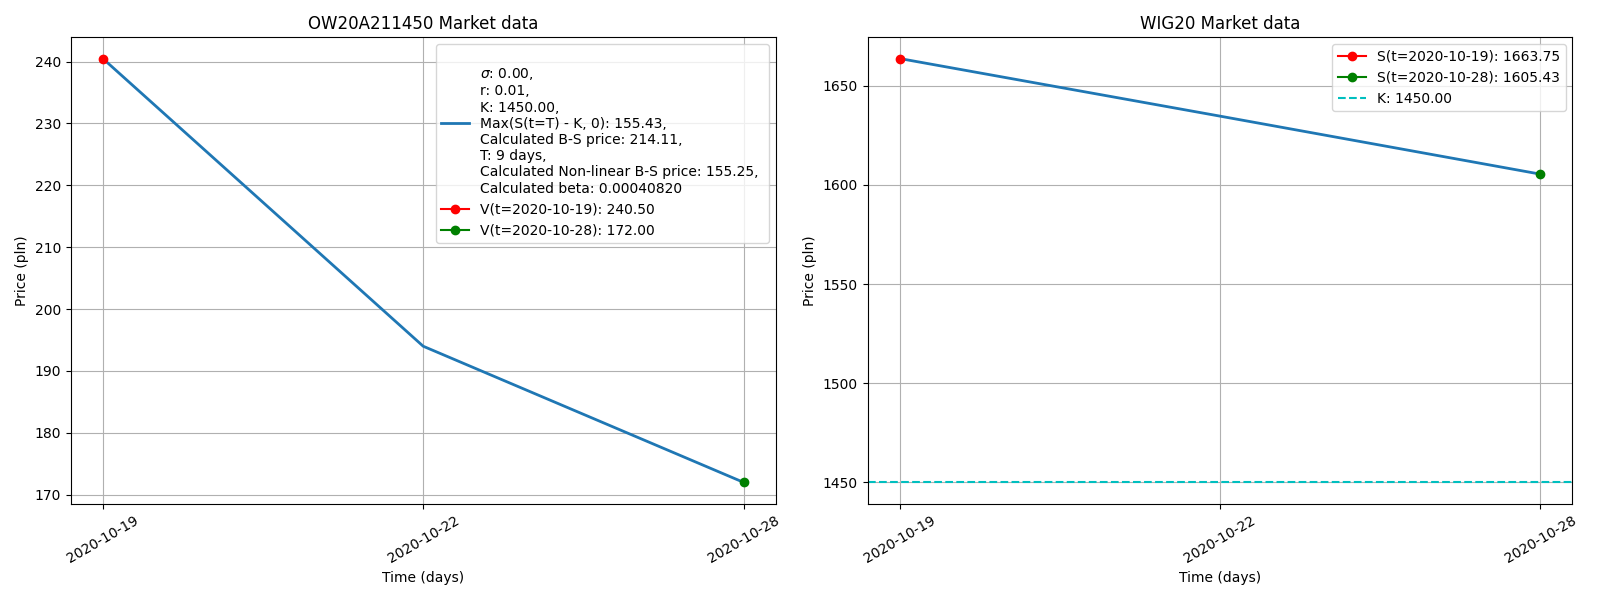 OW20A211450 Market data
Price (pln)
240
230
220
210
200
190
180
170
σ: 0.00,
r: 0.01,
K: 1450.00,
Max(S(t=T) - K, 0): 155.43,
Calculated B-S price: 214.11,
T: 9 days,
Calculated Non-linear B-S price: 155.25,
Calculated beta: 0.00040820
V(t=2020-10-19): 240.50
V(t=2020-10-28): 172.00
2020-10-19
2020-10-22
2020-10-28
Time (days)
WIG20 Market data
Price (pln)
1650
1600
1550
1500
1450
S(t=2020-10-19): 1663.75
S(t=2020-10-28): 1605.43
K: 1450.00
2020-10-19
2020-10-22
2020-10-28
Time (days)